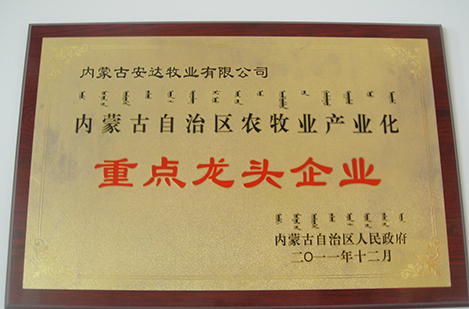 内蒙古安达牧业有限公司
内蒙古自治区农牧业产业化
重点龙头企业
内蒙古自治区人民政府
二〇一一年十二月